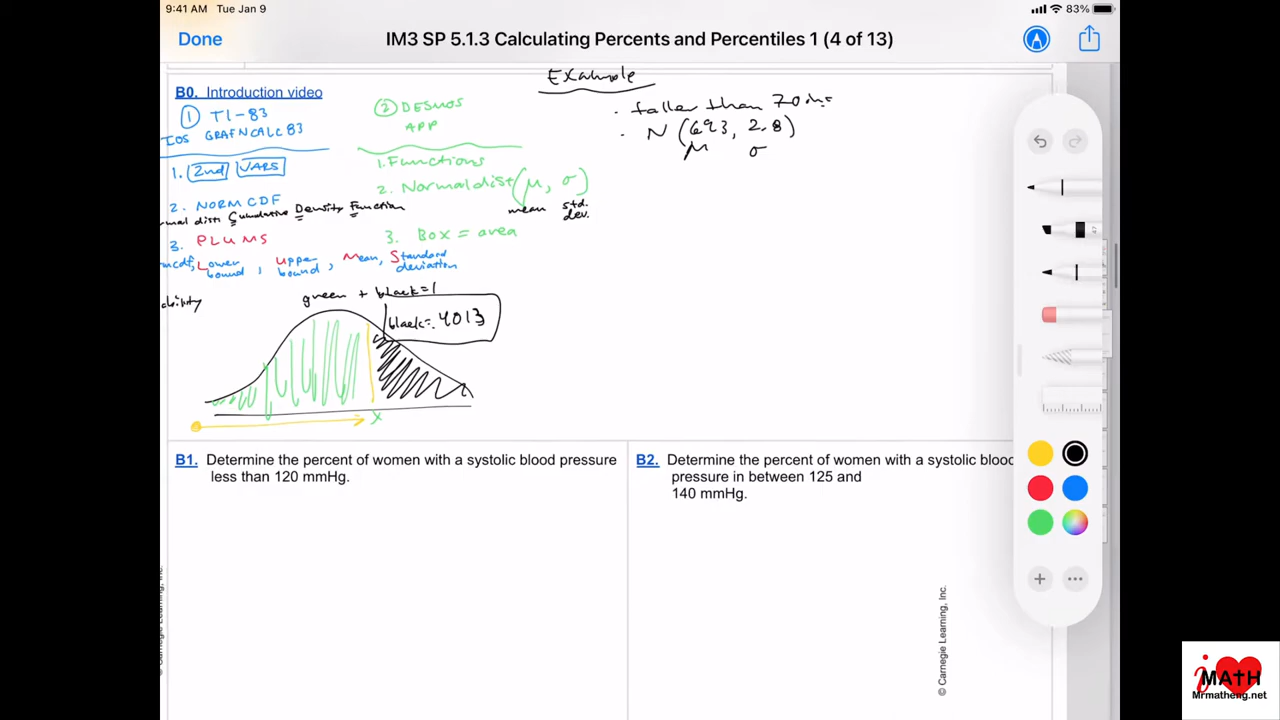 9:41 AM Tue Jan 9
83%
Done
IM3 SP 5.1.3 Calculating Percents and Percentiles 1 (4 of 13)
Example
B0. Introduction video
① TI-83
IOS GRAFNCALC 83
1. 2nd VARS
2. NORMCDF
Cumulative Density Function
3. PLUMS
Lower bound, Upper bound, Mean, Standard deviation
② DESMOS
APP
1. Functions
2. Normaldist(μ, σ)
mean std. dev.
3. Box = area
green + black = 1
black = .4013
x
. taller than 70 in
. N (693, 2.8)
μ σ
B1. Determine the percent of women with a systolic blood pressure
less than 120 mmHg.
B2. Determine the percent of women with a systolic blood
pressure in between 125 and
140 mmHg.
© Carnegie Learning, Inc.
i MATH
Mrmatheng.net